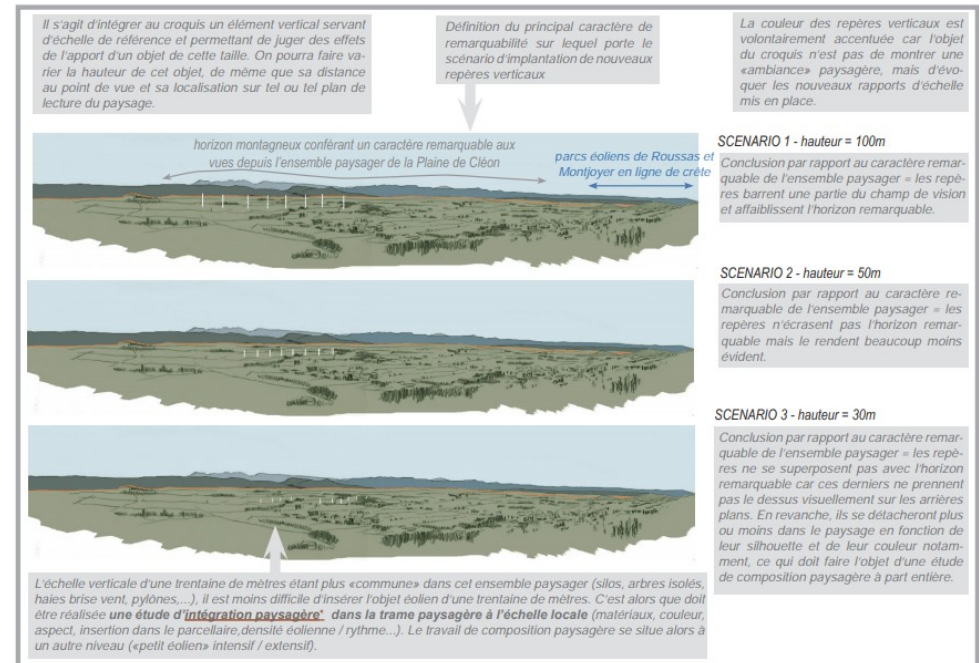 Il s'agit d'intégrer au croquis un élément vertical servant
d'échelle de référence et permettant de juger des effets
de l'apport d'un objet de cette taille. On pourra faire va-
rier la hauteur de cet objet, de même que sa distance
au point de vue et sa localisation sur tel ou tel plan de
lecture du paysage.
Définition du principal caractère de
remarquabilité sur lequel porte le
scénario d'implantation de nouveaux
repères verticaux
La couleur des repères verticaux est
volontairement accentuée car l'objet
du croquis n'est pas de montrer une
«ambiance» paysagère, mais d'évo-
quer les nouveaux rapports d'échelle
mis en place.
horizon montagneux conférant un caractère remarquable aux
vues depuis l'ensemble paysager de la Plaine de Cléon
parcs éoliens de Roussas et
Montjoyer en ligne de crête
SCENARIO 1 - hauteur = 100m
Conclusion par rapport au caractère remar-
quable de l'ensemble paysager = les repè-
res barrent une partie du champ de vision
et affaiblissent l'horizon remarquable.
SCENARIO 2 - hauteur = 50m
Conclusion par rapport au caractère re-
marquable de l'ensemble paysager = les
repères n'écrasent pas l'horizon remar-
quable mais le rendent beaucoup moins
évident.
SCENARIO 3 - hauteur = 30m
Conclusion par rapport au caractère remar-
quable de l'ensemble paysager = les repè-
res ne se superposent pas avec l'horizon
remarquable car ces derniers ne prennent
pas le dessus visuellement sur les arrières
plans. En revanche, ils se détacheront plus
ou moins dans le paysage en fonction de
leur silhouette et de leur couleur notam-
ment, ce qui doit faire l'objet d'une étude
de composition paysagère à part entière.
L'échelle verticale d'une trentaine de mètres étant plus «commune» dans cet ensemble paysager (silos, arbres isolés,
haies brise vent, pylônes,...), il est moins difficile d'insérer l'objet éolien d'une trentaine de mètres. C'est alors que doit
être réalisée une étude d'intégration paysagère* dans la trame paysagère à l'échelle locale (matériaux, couleur,
aspect, insertion dans le parcellaire,densité éolienne / rythme...). Le travail de composition paysagère se situe alors à
un autre niveau («petit éolien» intensif / extensif).